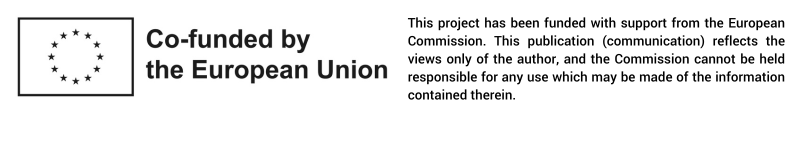 Co-funded by
the European Union
This project has been funded with support from the European
Commission. This publication (communication) reflects the
views only of the author, and the Commission cannot be held
responsible for any use which may be made of the information
contained therein.